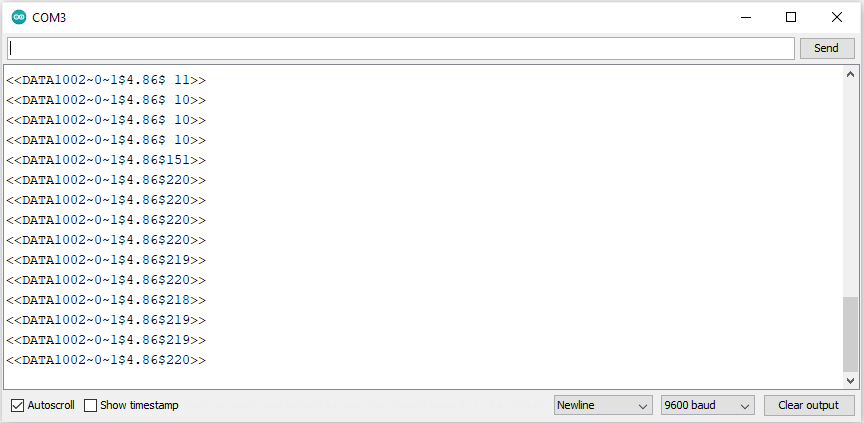 COM3
Send
<<DATA1002~0~1$4.86$ 11>>
<<DATA1002~0~1$4.86$ 10>>
<<DATA1002~0~1$4.86$ 10>>
<<DATA1002~0~1$4.86$ 10>>
<<DATA1002~0~1$4.86$151>>
<<DATA1002~0~1$4.86$220>>
<<DATA1002~0~1$4.86$220>>
<<DATA1002~0~1$4.86$220>>
<<DATA1002~0~1$4.86$220>>
<<DATA1002~0~1$4.86$219>>
<<DATA1002~0~1$4.86$220>>
<<DATA1002~0~1$4.86$218>>
<<DATA1002~0~1$4.86$219>>
<<DATA1002~0~1$4.86$219>>
<<DATA1002~0~1$4.86$220>>
Autoscroll Show timestamp Newline 9600 baud Clear output